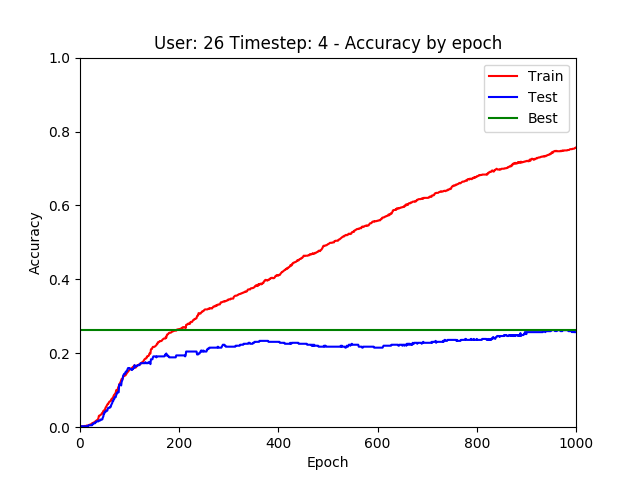 User: 26 Timestep: 4 - Accuracy by epoch
1.0
0.8
0.6
0.4
0.2
0.0
Accuracy
0 200 400 600 800 1000
Epoch
Train
Test
Best